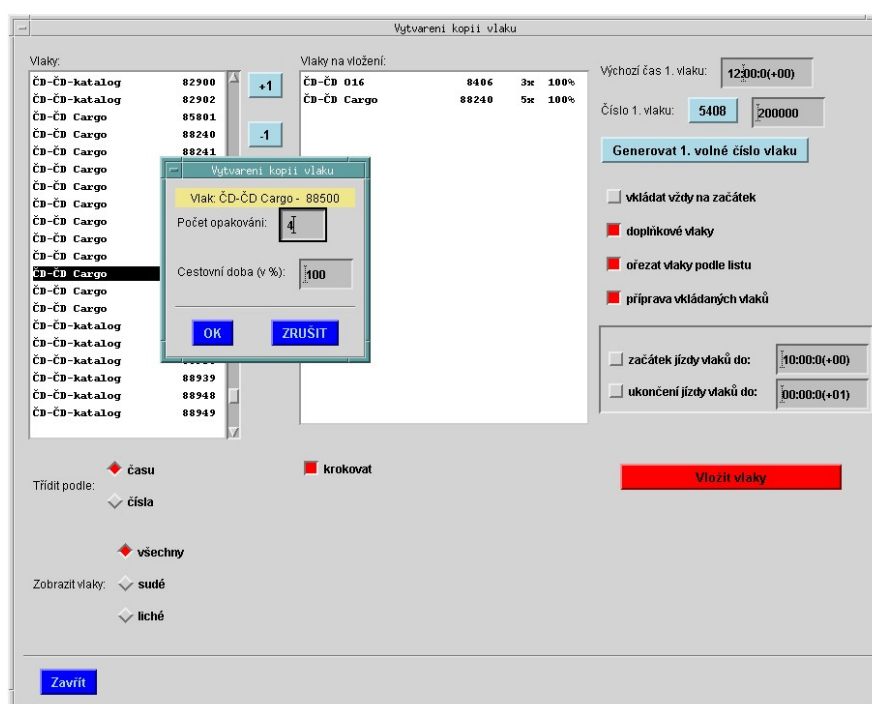 Vytvareni kopii vlaku
Vlaky:
ČD-ČD-katalog 82900
ČD-ČD-katalog 82902
ČD-ČD Cargo 85801
ČD-ČD Cargo 88240
ČD-ČD Cargo 88241
ČD-ČD Cargo
ČD-ČD Cargo
ČD-ČD Cargo
ČD-ČD Cargo
ČD-ČD Cargo
ČD-ČD Cargo
ČD-ČD Cargo
ČD-ČD Cargo
ČD-ČD Cargo
ČD-ČD-katalog
ČD-ČD-katalog
ČD-ČD-katalog
ČD-ČD-katalog 88939
ČD-ČD-katalog 88948
ČD-ČD-katalog 88949
+1
-1
Vlaky na vložení:
ČD-ČD 016 8406 3x 100%
ČD-ČD Cargo 88240 5x 100%
Vytvareni kopii vlaku
Vlak: ČD-ČD Cargo - 88500
Počet opakování: 4
Cestovní doba (v %): 100
OK ZRUŠIT
Výchozí čas 1. vlaku: 12:00:0(+00)
Číslo 1. vlaku: 5408 200000
Generovat 1. volné číslo vlaku
vkládat vždy na začátek
doplňkové vlaky
ořezat vlaky podle listu
příprava vkládaných vlaků
začátek jízdy vlaků do: 10:00:0(+00)
ukončení jízdy vlaků do: 00:00:0(+01)
Třídit podle:
času
čísla
krokovat
Vložit vlaky
Zobrazit vlaky:
všechny
sudé
liché
Zavřít